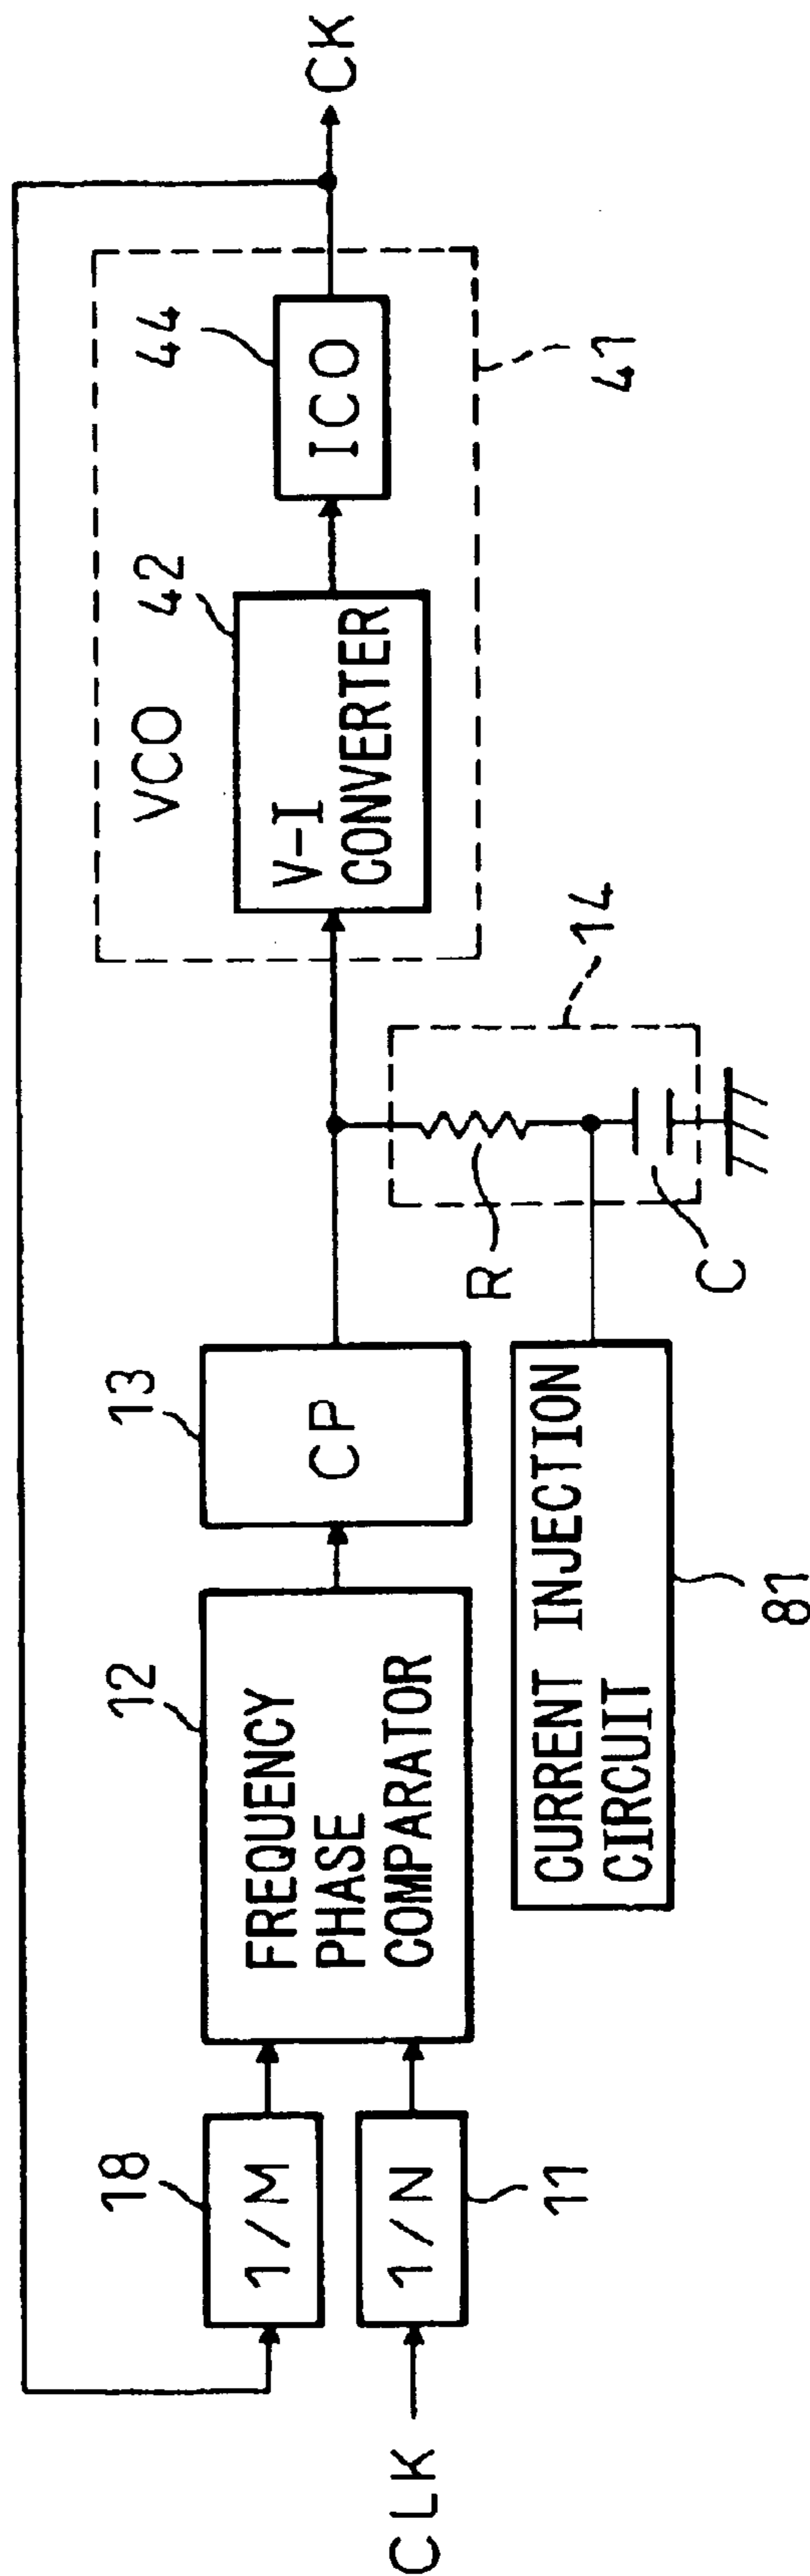 CLK
18
1/M
1/N
11
12
FREQUENCY
PHASE
COMPARATOR
13
CP
CURRENT INJECTION
CIRCUIT
81
R
C
14
VCO
42
V-I
CONVERTER
44
ICO
41
CK